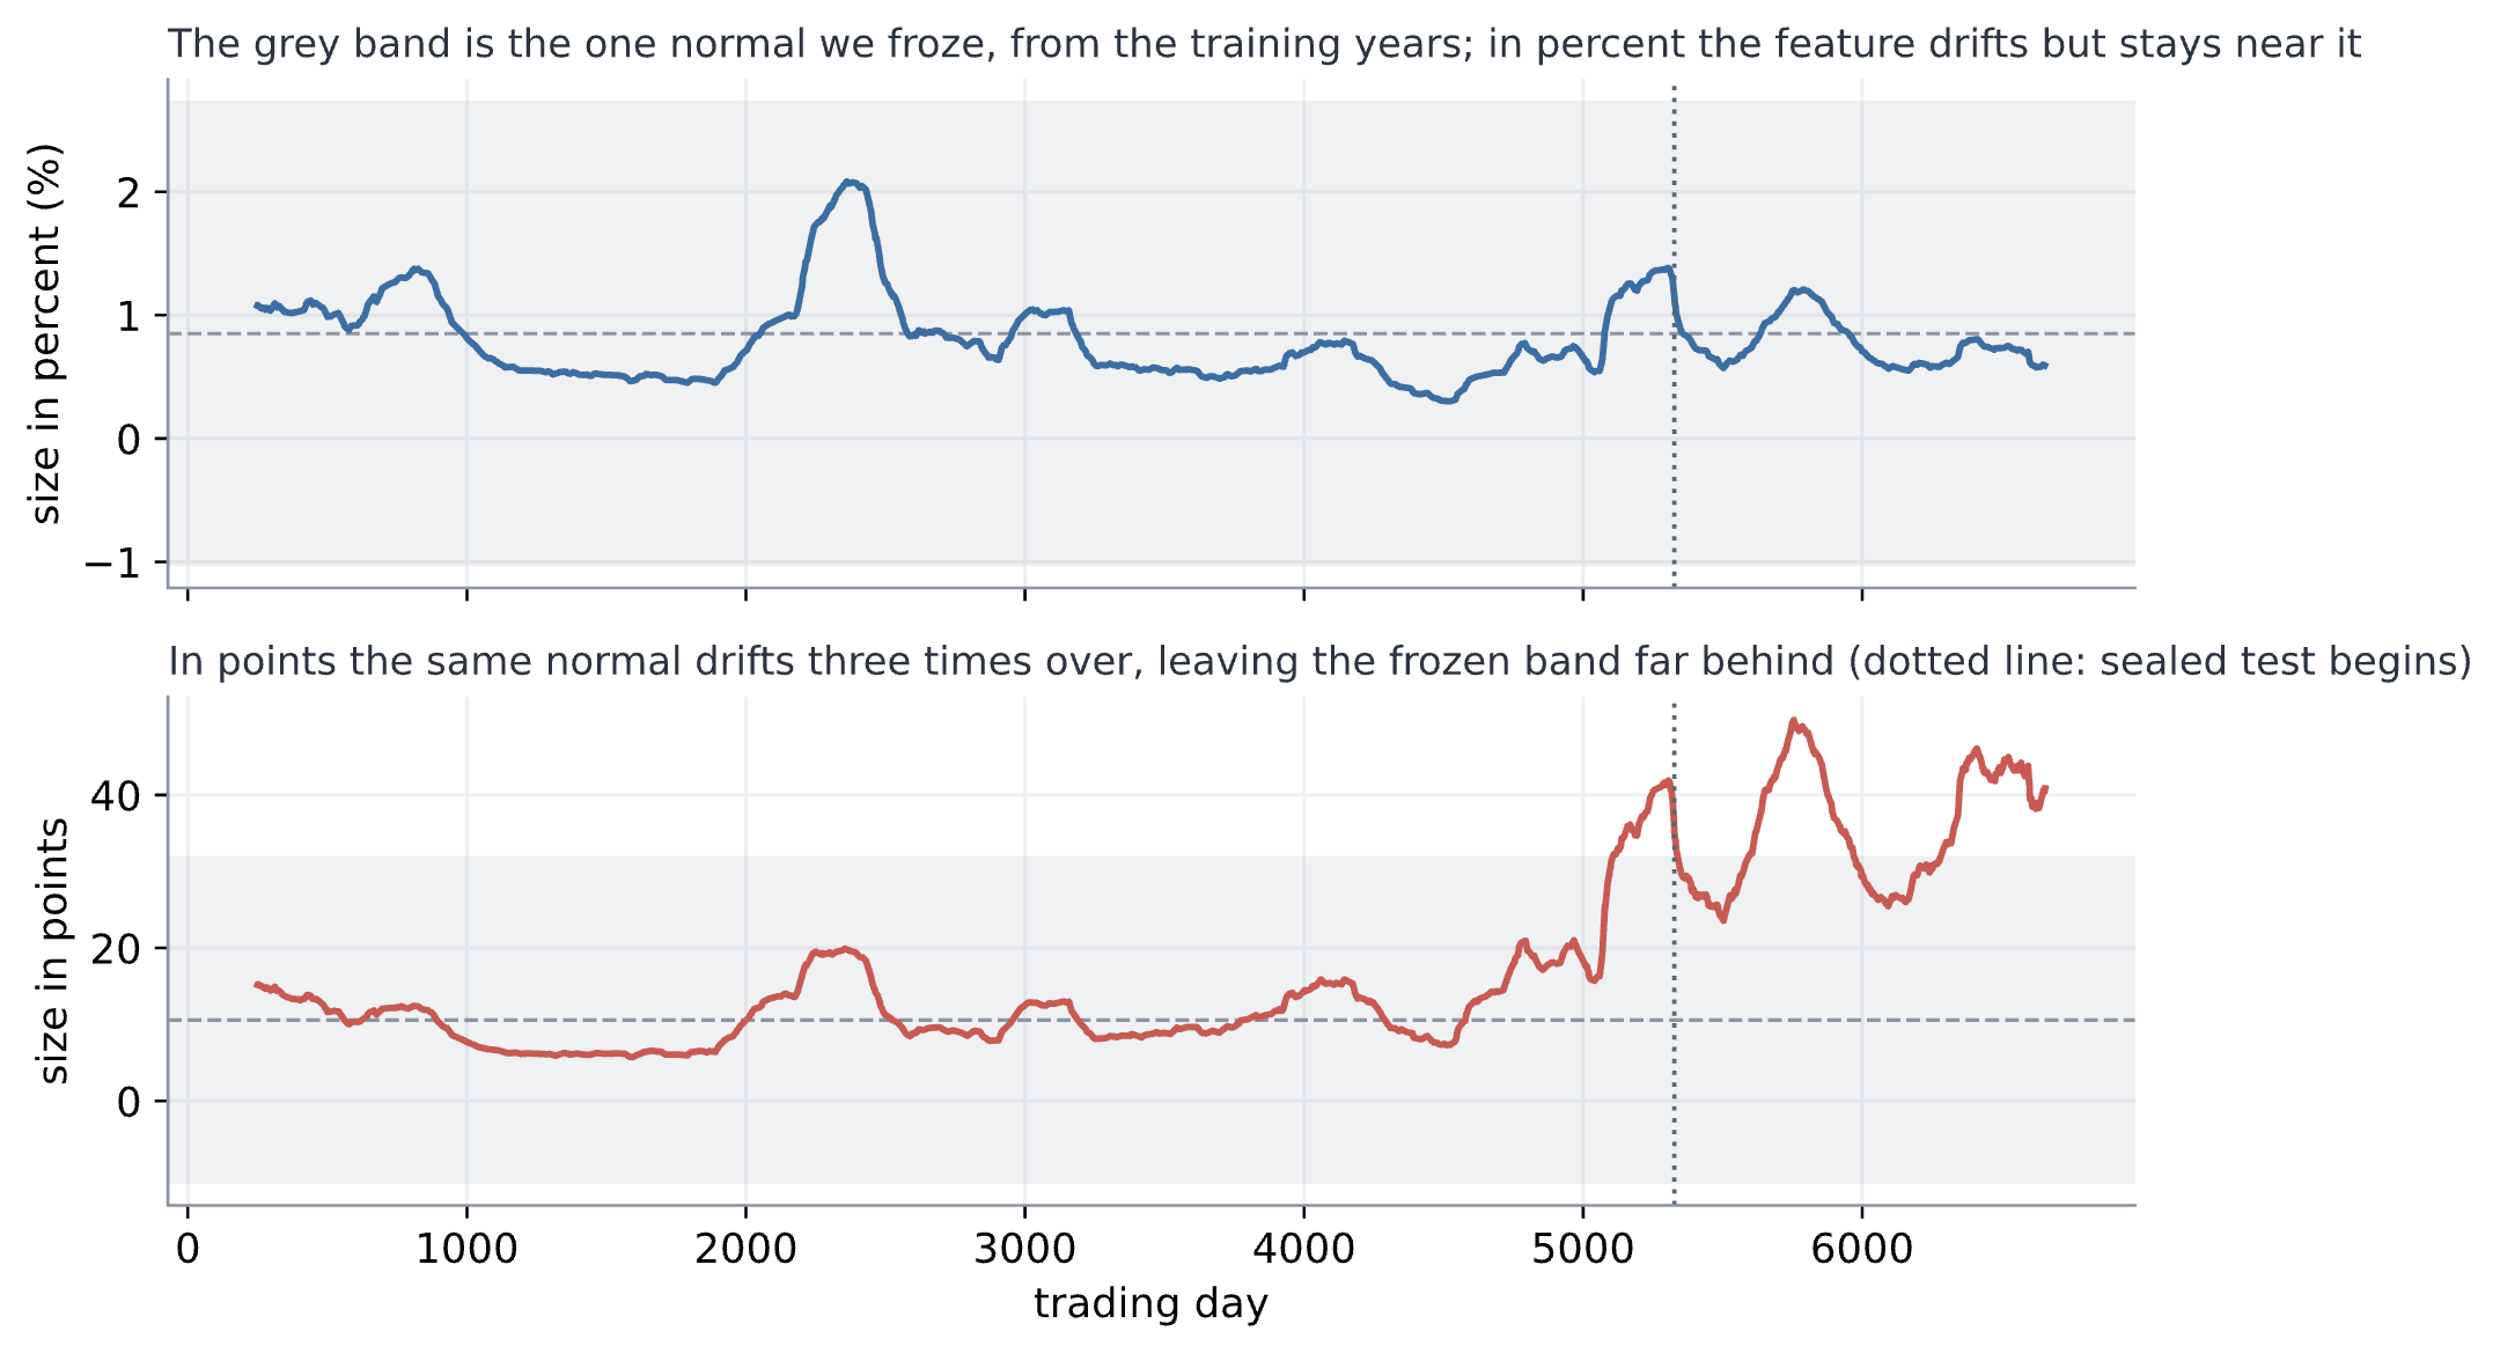 The grey band is the one normal we froze, from the training years; in percent the feature drifts but stays near it
size in percent (%)
2
1
0
−1
In points the same normal drifts three times over, leaving the frozen band far behind (dotted line: sealed test begins)
size in points
40
20
0
0 1000 2000 3000 4000 5000 6000
trading day